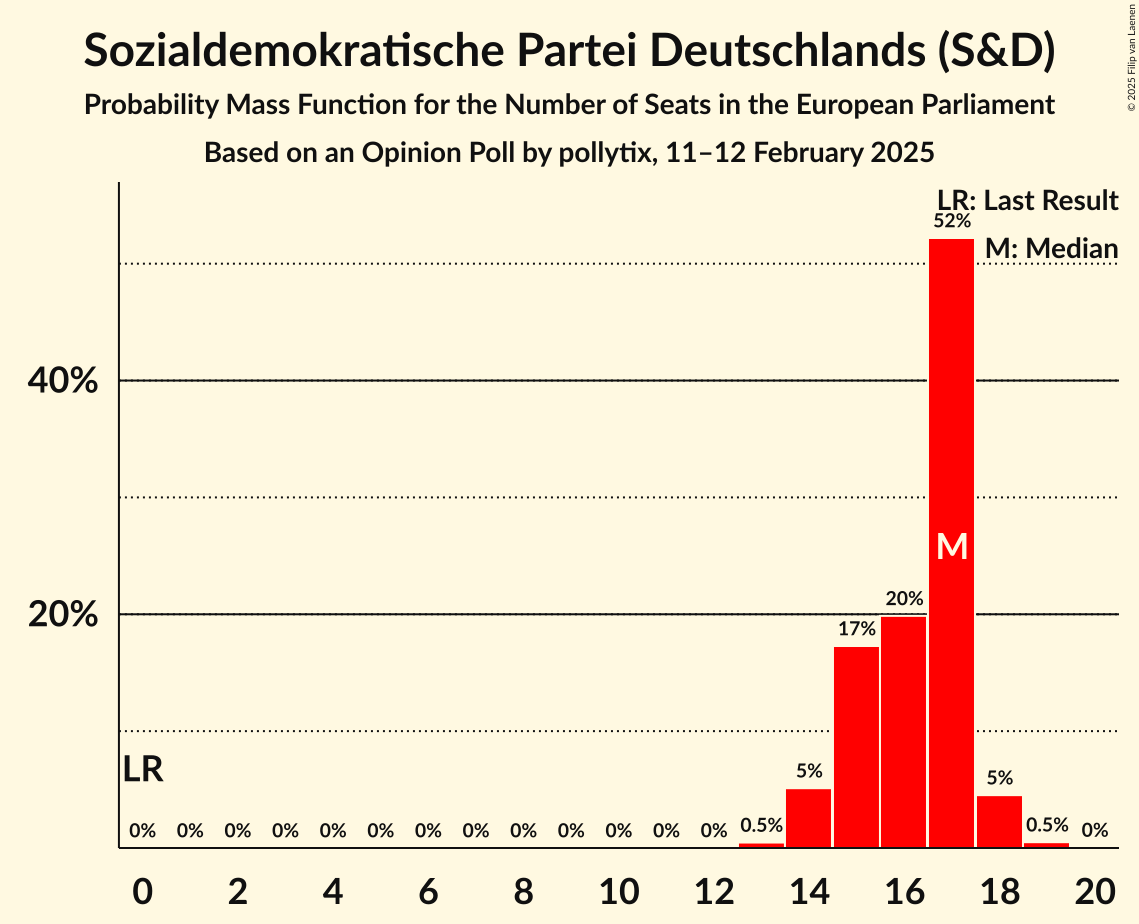 Sozialdemokratische Partei Deutschlands (S&D)
Probability Mass Function for the Number of Seats in the European Parliament
Based on an Opinion Poll by pollytix, 11–12 February 2025
© 2025 Filip van Laenen
LR: Last Result
M: Median
52%
40%
M
20%
20%
17%
LR
5%
5%
0% 0% 0% 0% 0% 0% 0% 0% 0% 0% 0% 0% 0% 0.5% 0.5% 0%
0 2 4 6 8 10 12 14 16 18 20